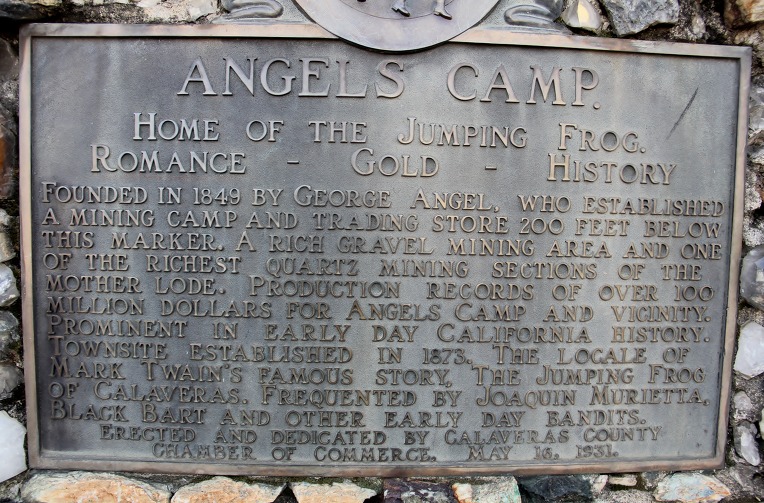 ANGELS CAMP.
HOME OF THE JUMPING FROG.
ROMANCE - GOLD - HISTORY
FOUNDED IN 1849 BY GEORGE ANGEL, WHO ESTABLISHED
A MINING CAMP AND TRADING STORE 200 FEET BELOW
THIS MARKER. A RICH GRAVEL MINING AREA AND ONE
OF THE RICHEST QUARTZ MINING SECTIONS OF THE
MOTHER LODE. PRODUCTION RECORDS OF OVER 100
MILLION DOLLARS FOR ANGELS CAMP AND VICINITY.
PROMINENT IN EARLY DAY CALIFORNIA HISTORY.
TOWNSITE ESTABLISHED IN 1873. THE LOCALE OF
MARK TWAIN'S FAMOUS STORY, THE JUMPING FROG
OF CALAVERAS. FREQUENTED BY JOAQUIN MURIETTA,
BLACK BART AND OTHER EARLY DAY BANDITS.
ERECTED AND DEDICATED BY CALAVERAS COUNTY
CHAMBER OF COMMERCE. MAY 16, 1931.